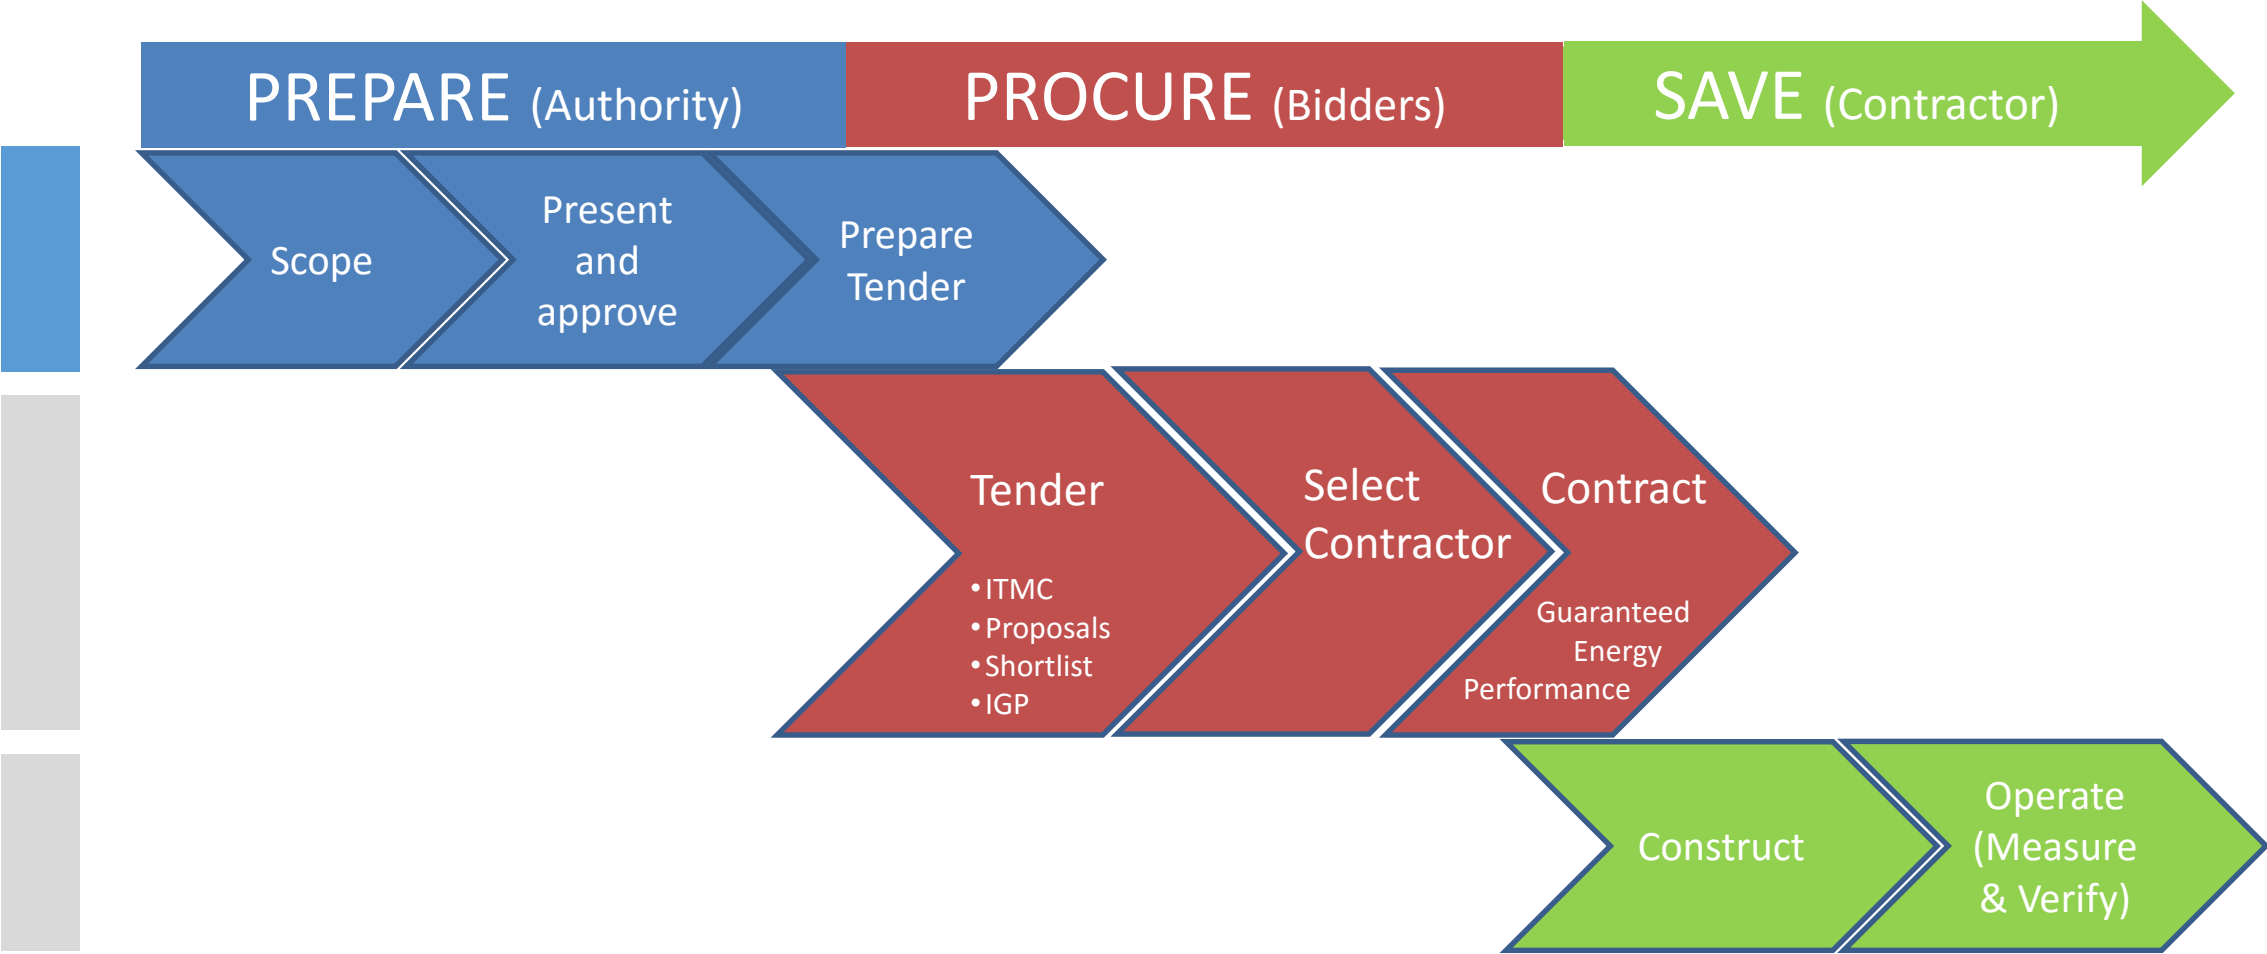 PREPARE (Authority)
PROCURE (Bidders)
SAVE (Contractor)
Scope
Present
and
approve
Prepare
Tender
Tender
• ITMC
• Proposals
• Shortlist
• IGP
Select
Contractor
Contract
Guaranteed
Energy
Performance
Construct
Operate
(Measure
& Verify)